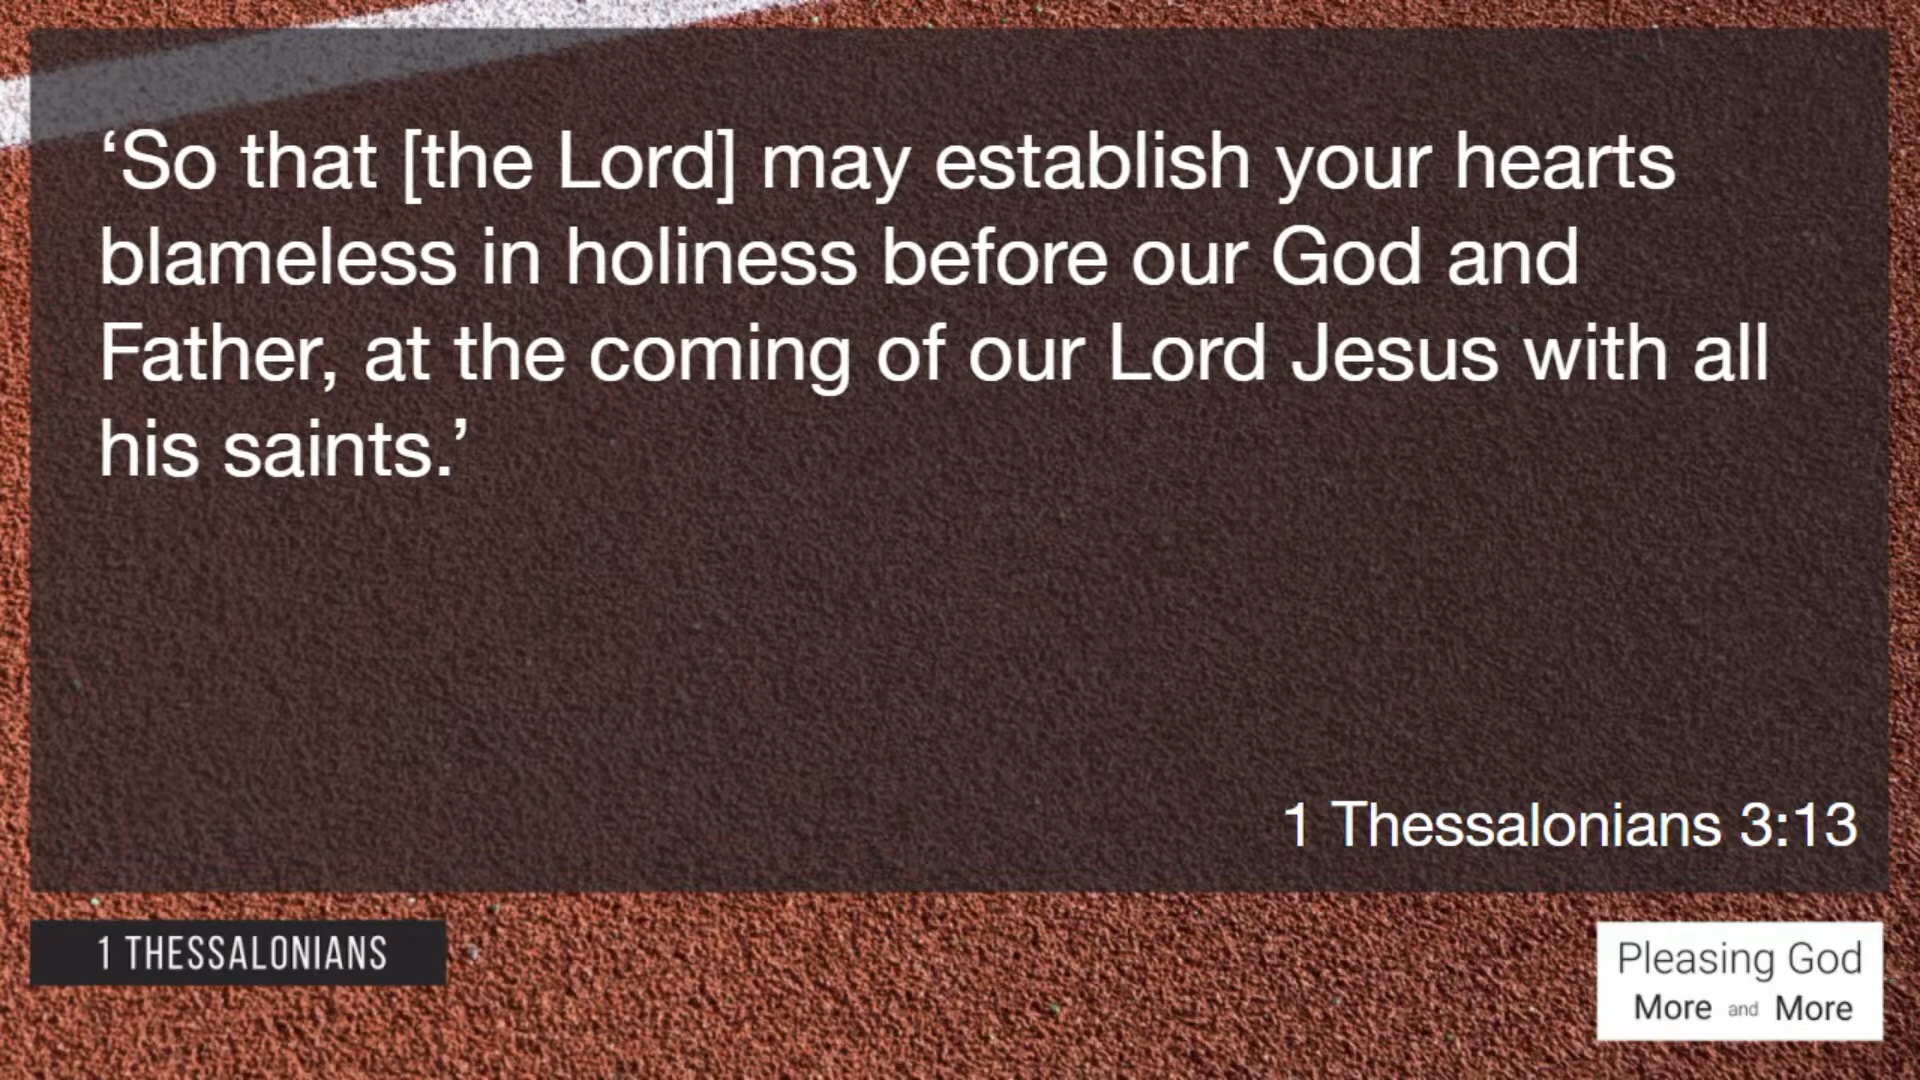 ‘So that [the Lord] may establish your hearts
blameless in holiness before our God and
Father, at the coming of our Lord Jesus with all
his saints.’
1 Thessalonians 3:13
1 THESSALONIANS
Pleasing God
More and More